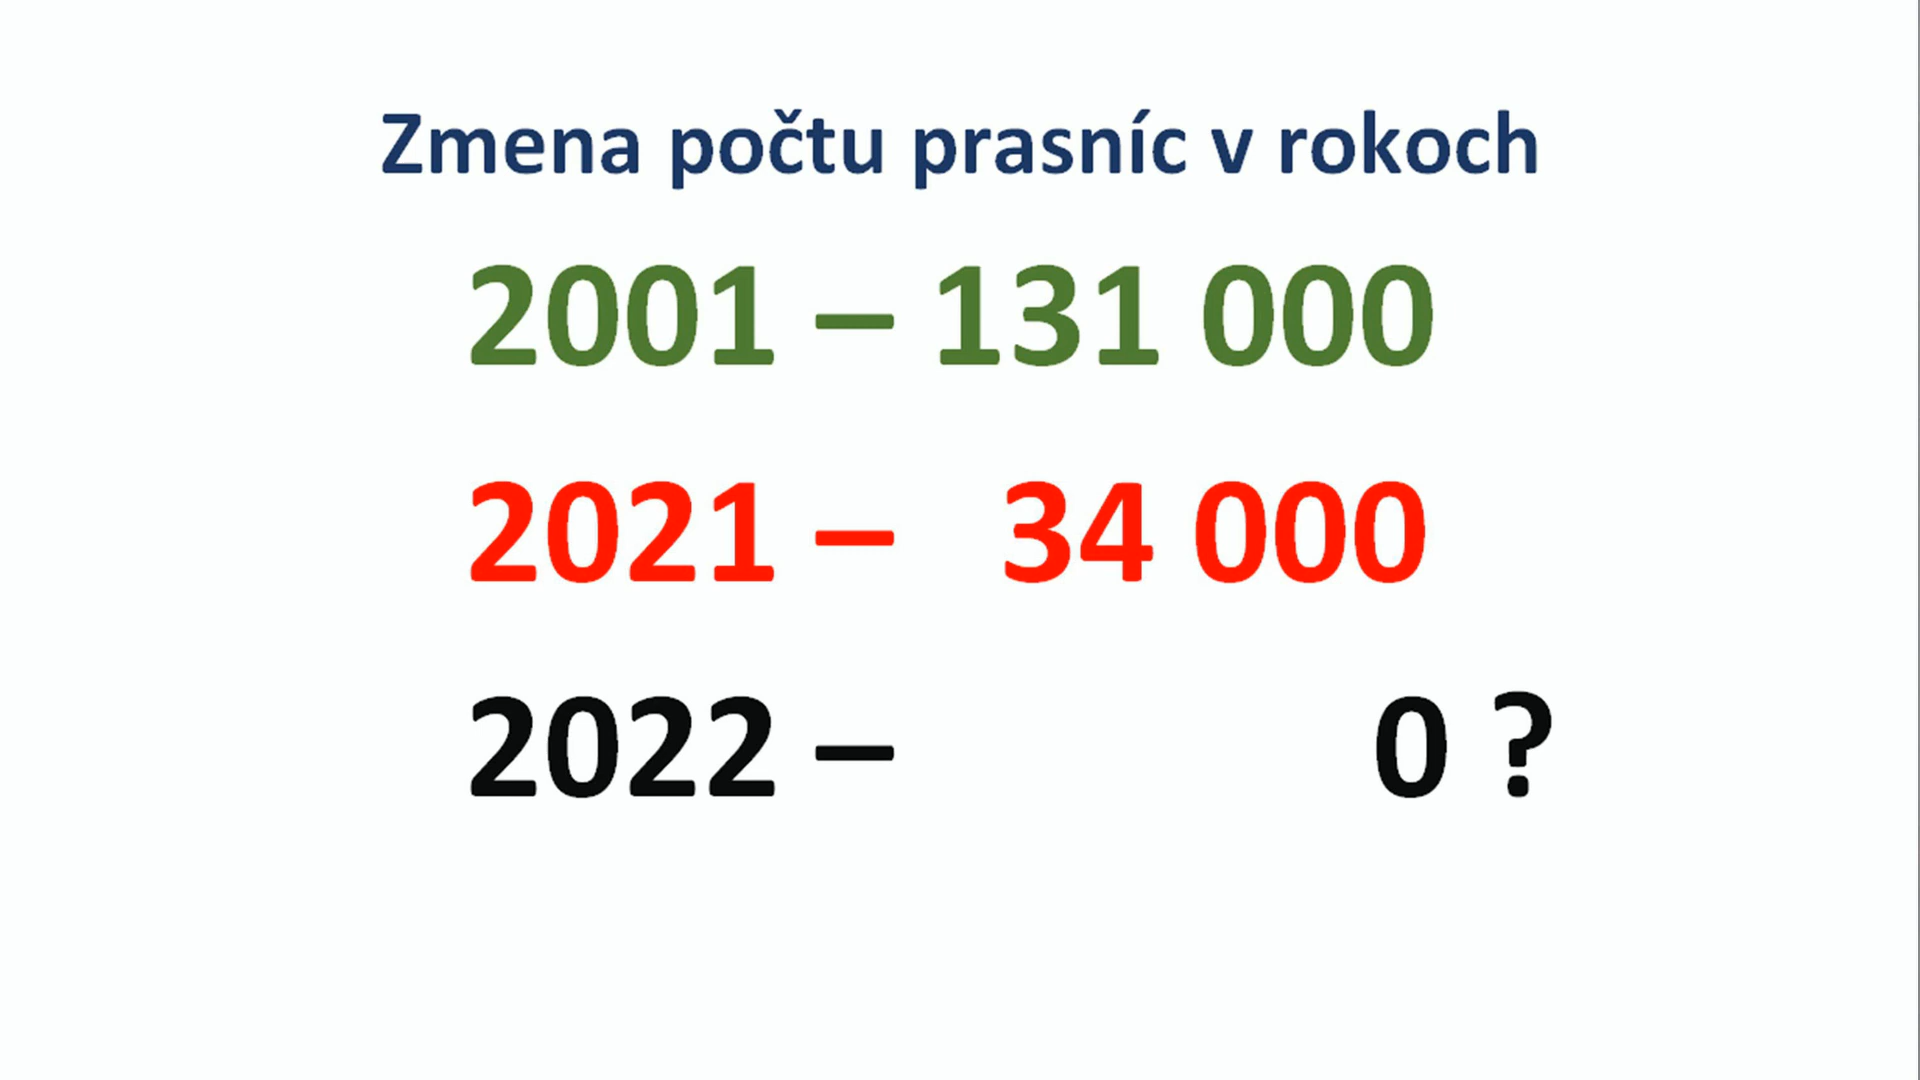 Zmena počtu prasníc v rokoch
2001 – 131 000
2021 – 34 000
2022 – 0 ?